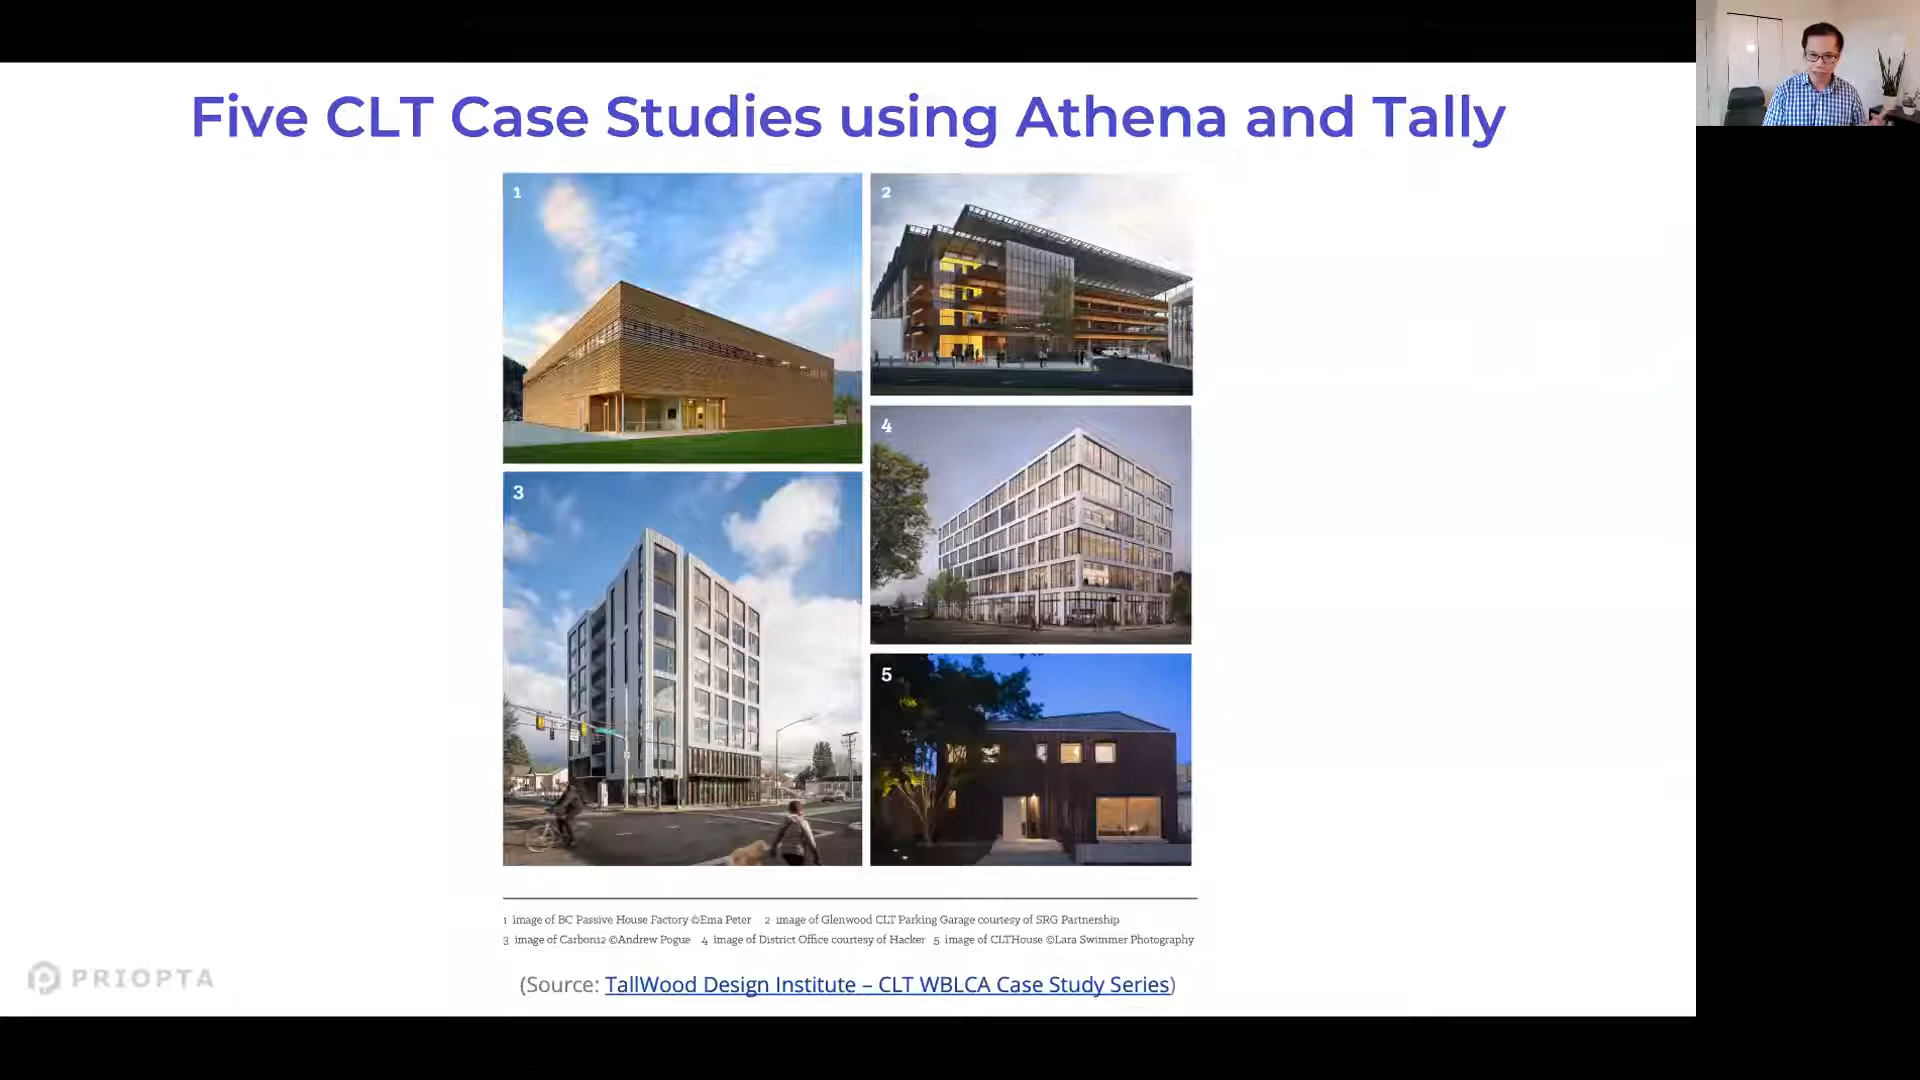 Five CLT Case Studies using Athena and Tally
1
2
3
4
5
1 image of BC Passive House Factory ©Ema Peter 2 image of Glenwood CLT Parking Garage courtesy of SRG Partnership
3 image of Carbon12 ©Andrew Pogue 4 image of District Office courtesy of Hacker 5 image of CLTHouse ©Lara Swimmer Photography
PRIOPTA
(Source: TallWood Design Institute – CLT WBLCA Case Study Series)